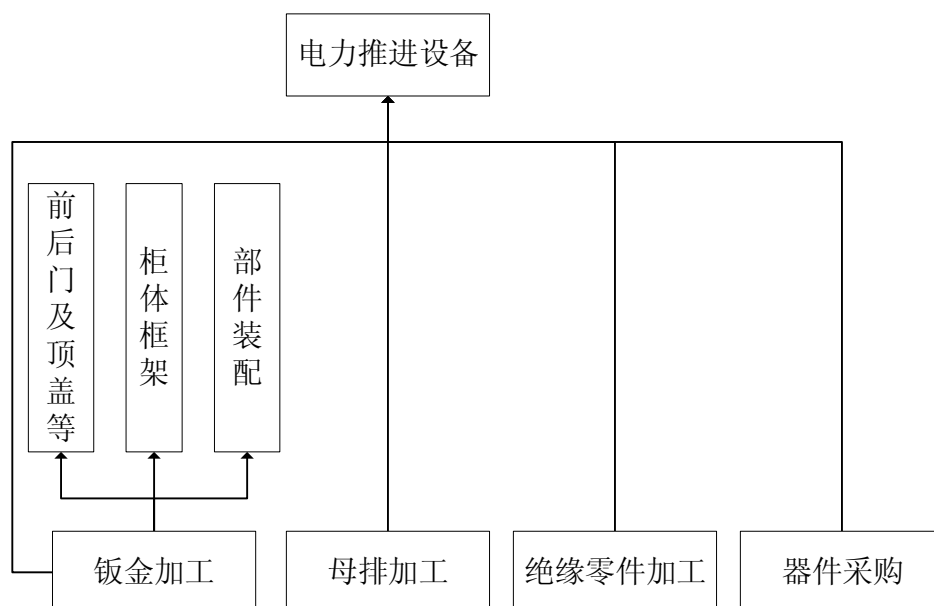 电力推进设备
前后门及顶盖等
柜体框架
部件装配
钣金加工
母排加工
绝缘零件加工
器件采购